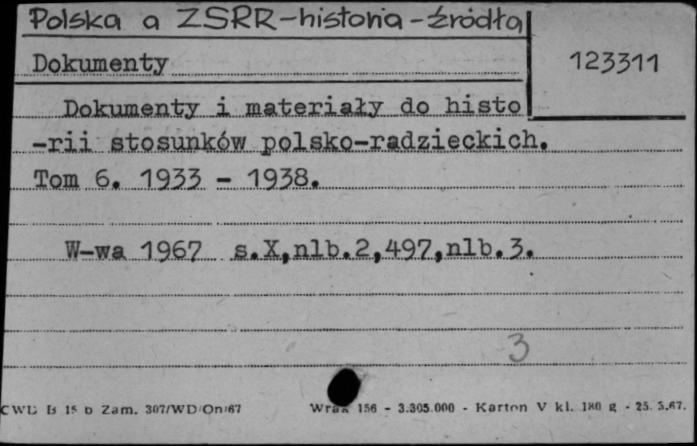 Polska a ZSRR-historia-źródła
123311
Dokumenty
Dokumenty i materiały do histo
-rii stosunków polsko-radzieckich.
Tom 6. 1933 - 1938.
W-wa 1967 s.X,nlb.2,497,nlb.3.
3
CWD B 15 b Zam. 307/WD/On/67 Wrak 156 - 3.305.000 - Karton V kl. 180 g - 25. 3.67.